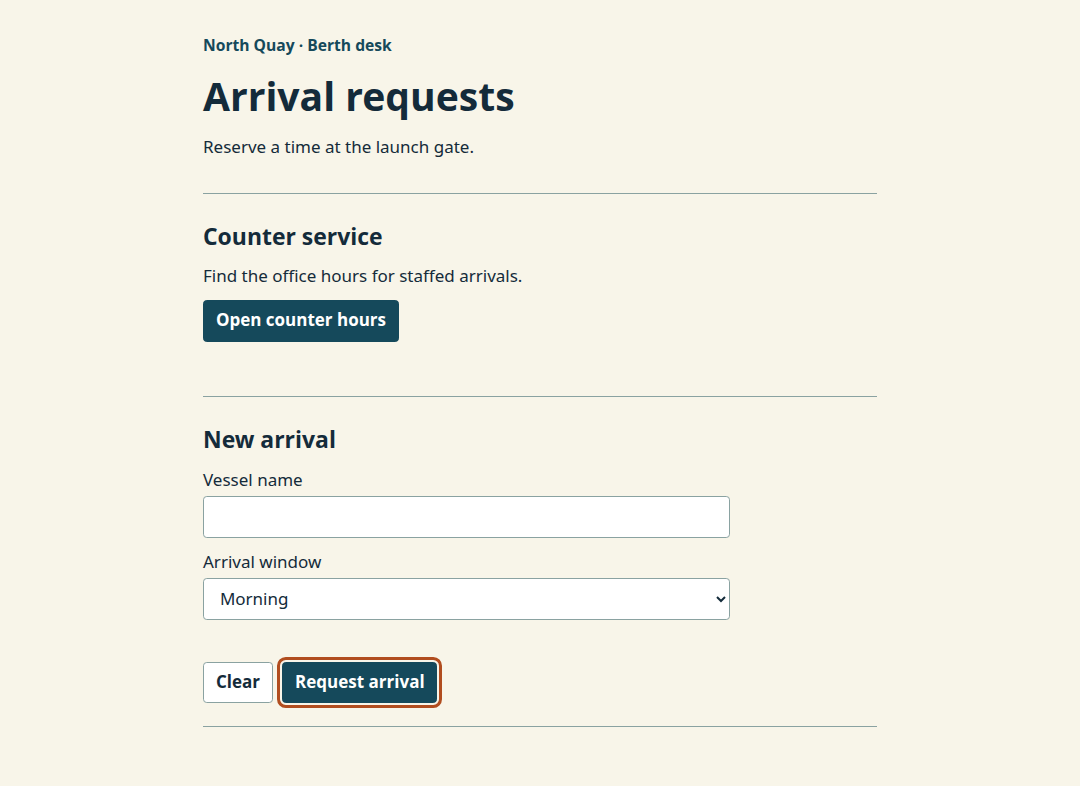 North Quay · Berth desk
Arrival requests
Reserve a time at the launch gate.
Counter service
Find the office hours for staffed arrivals.
Open counter hours
New arrival
Vessel name
Arrival window
Morning
Clear Request arrival